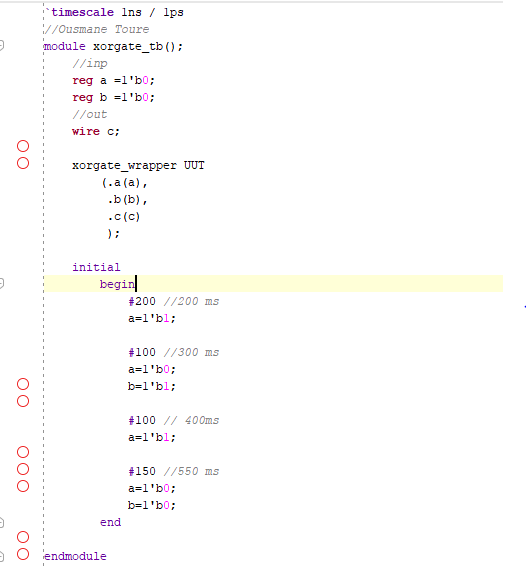 `timescale 1ns / 1ps
//Ousmane Toure
module xorgate_tb();
//inp
reg a =1'b0;
reg b =1'b0;
//out
wire c;
xorgate_wrapper UUT
(.a(a),
.b(b),
.c(c)
);
initial
begin
#200 //200 ms
a=1'b1;
#100 //300 ms
a=1'b0;
b=1'b1;
#100 // 400ms
a=1'b1;
#150 //550 ms
a=1'b0;
b=1'b0;
end
endmodule